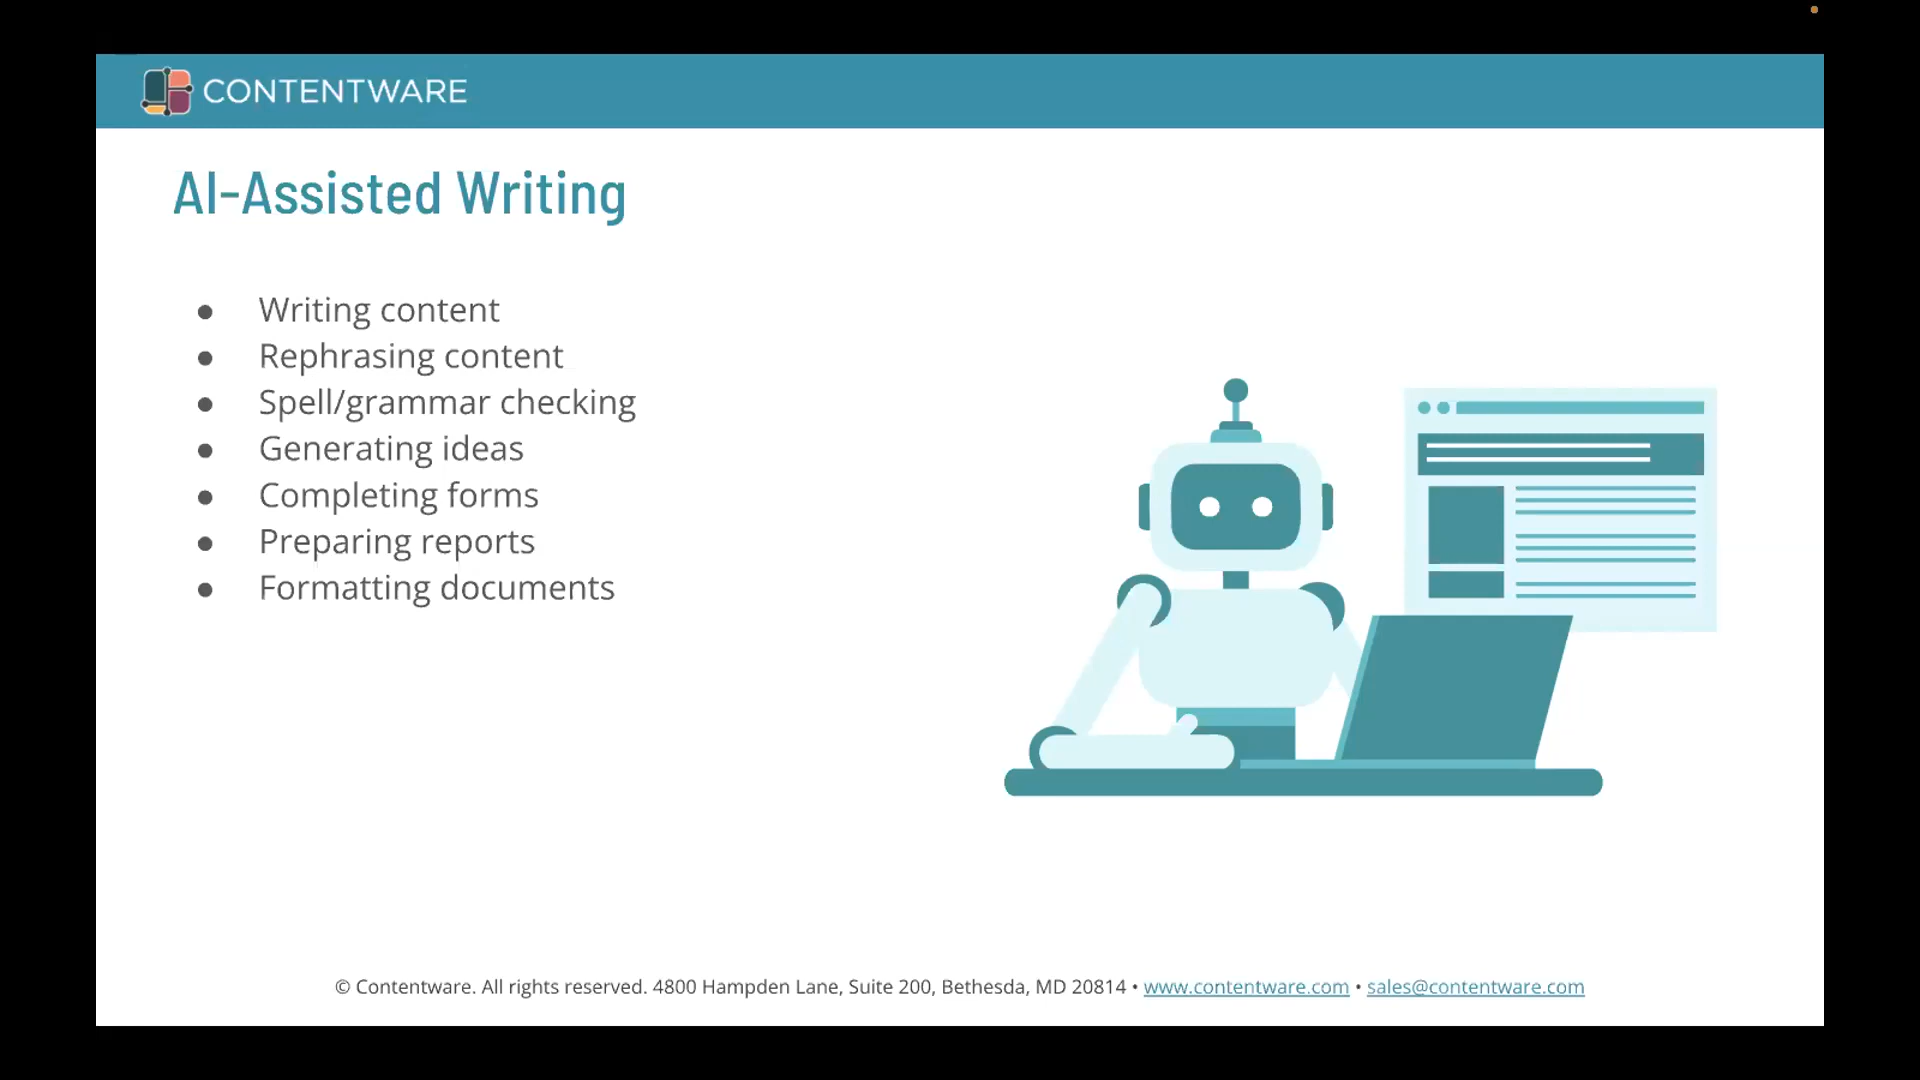 CONTENTWARE
AI-Assisted Writing
● Writing content
● Rephrasing content
● Spell/grammar checking
● Generating ideas
● Completing forms
● Preparing reports
● Formatting documents
© Contentware. All rights reserved. 4800 Hampden Lane, Suite 200, Bethesda, MD 20814 • www.contentware.com • sales@contentware.com